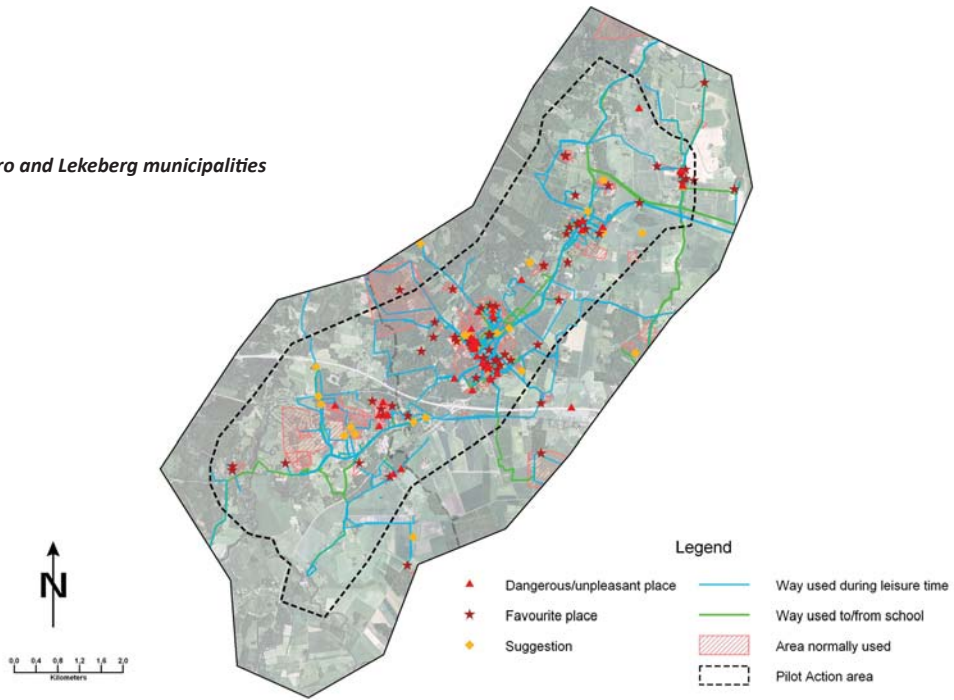 ro and Lekeberg municipalities
N
0,0 0,4 0,8 1,2 1,6 2,0
Kilometers
Legend
Dangerous/unpleasant place
Favourite place
Suggestion
Way used during leisure time
Way used to/from school
Area normally used
Pilot Action area